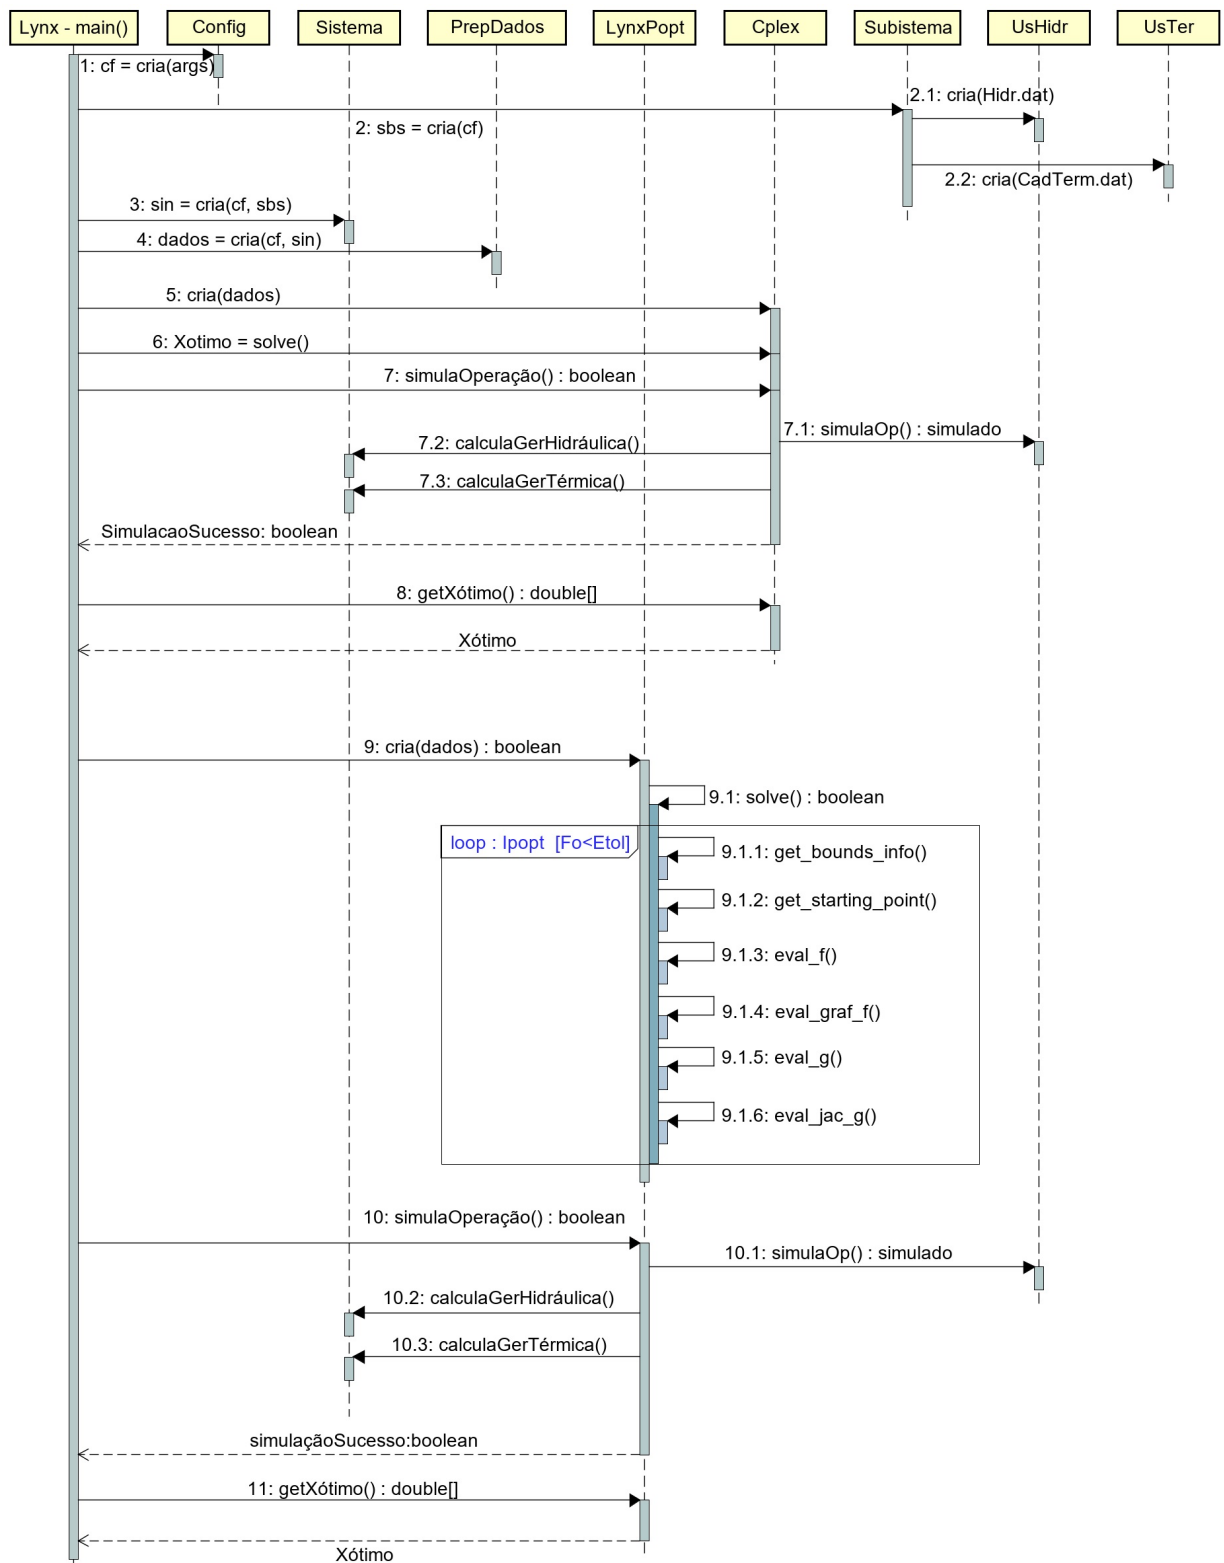 Lynx - main()
Config
Sistema
PrepDados
LynxPopt
Cplex
Subistema
UsHidr
UsTer
1: cf = cria(args)
2.1: cria(Hidr.dat)
2: sbs = cria(cf)
2.2: cria(CadTerm.dat)
3: sin = cria(cf, sbs)
4: dados = cria(cf, sin)
5: cria(dados)
6: Xotimo = solve()
7: simulaOperação() : boolean
7.1: simulaOp() : simulado
7.2: calculaGerHidráulica()
7.3: calculaGerTérmica()
SimulacaoSucesso: boolean
8: getXótimo() : double[]
Xótimo
9: cria(dados) : boolean
9.1: solve() : boolean
loop : Ipopt [Fo<Etol]
9.1.1: get_bounds_info()
9.1.2: get_starting_point()
9.1.3: eval_f()
9.1.4: eval_graf_f()
9.1.5: eval_g()
9.1.6: eval_jac_g()
10: simulaOperação() : boolean
10.1: simulaOp() : simulado
10.2: calculaGerHidráulica()
10.3: calculaGerTérmica()
simulaçãoSucesso:boolean
11: getXótimo() : double[]
Xótimo